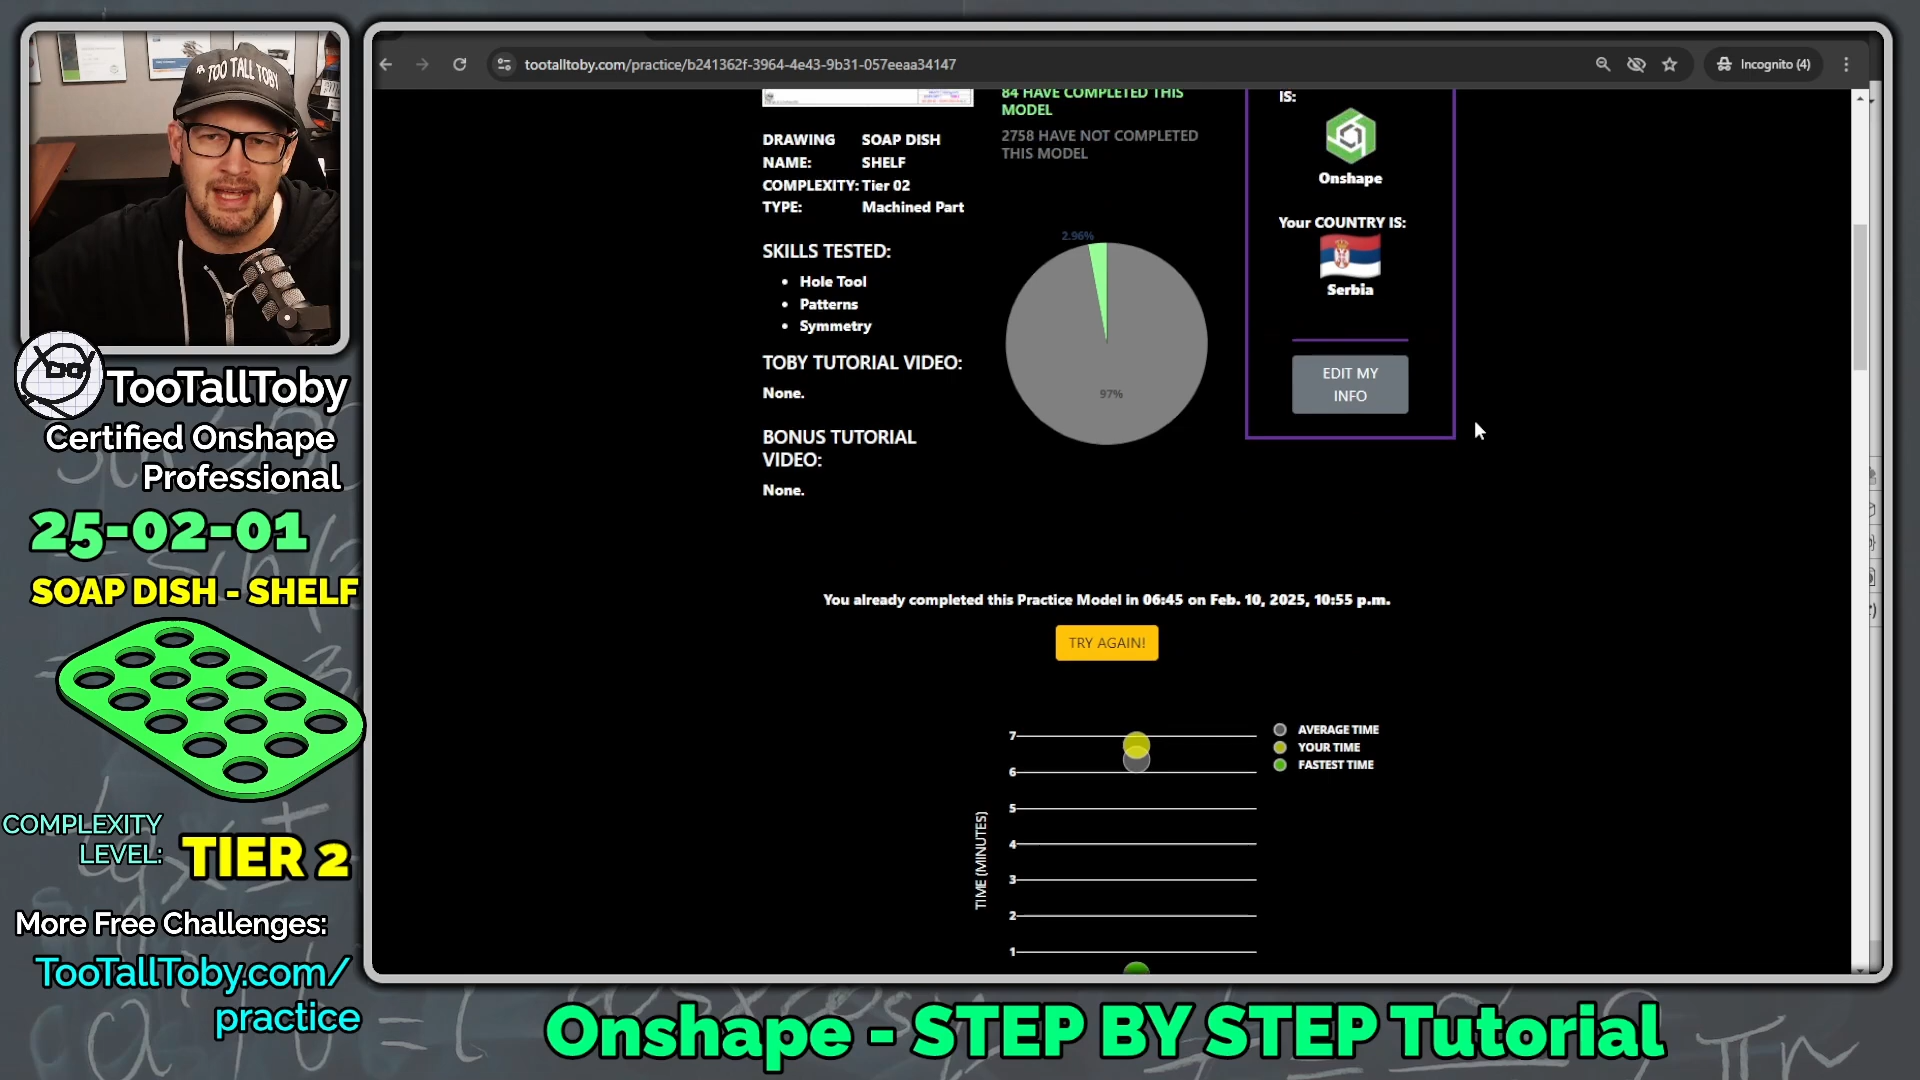 TOO TALL TOBY
TooTallToby
Certified Onshape
Professional
25-02-01
SOAP DISH - SHELF
COMPLEXITY
LEVEL:
TIER 2
More Free Challenges:
TooTallToby.com/
practice
tootalltoby.com/practice/b241362f-3964-4e43-9b31-057eeaa34147
Incognito (4)
84 HAVE COMPLETED THIS
MODEL
2758 HAVE NOT COMPLETED
THIS MODEL
DRAWING NAME: SOAP DISH SHELF
COMPLEXITY: Tier 02
TYPE: Machined Part
SKILLS TESTED:
• Hole Tool
• Patterns
• Symmetry
TOBY TUTORIAL VIDEO:
None.
BONUS TUTORIAL
VIDEO:
None.
2.96%
97%
IS:
Onshape
Your COUNTRY IS:
Serbia
EDIT MY
INFO
You already completed this Practice Model in 06:45 on Feb. 10, 2025, 10:55 p.m.
TRY AGAIN!
7
6
5
4
3
2
1
TIME (MINUTES)
AVERAGE TIME
YOUR TIME
FASTEST TIME
Onshape - STEP BY STEP Tutorial